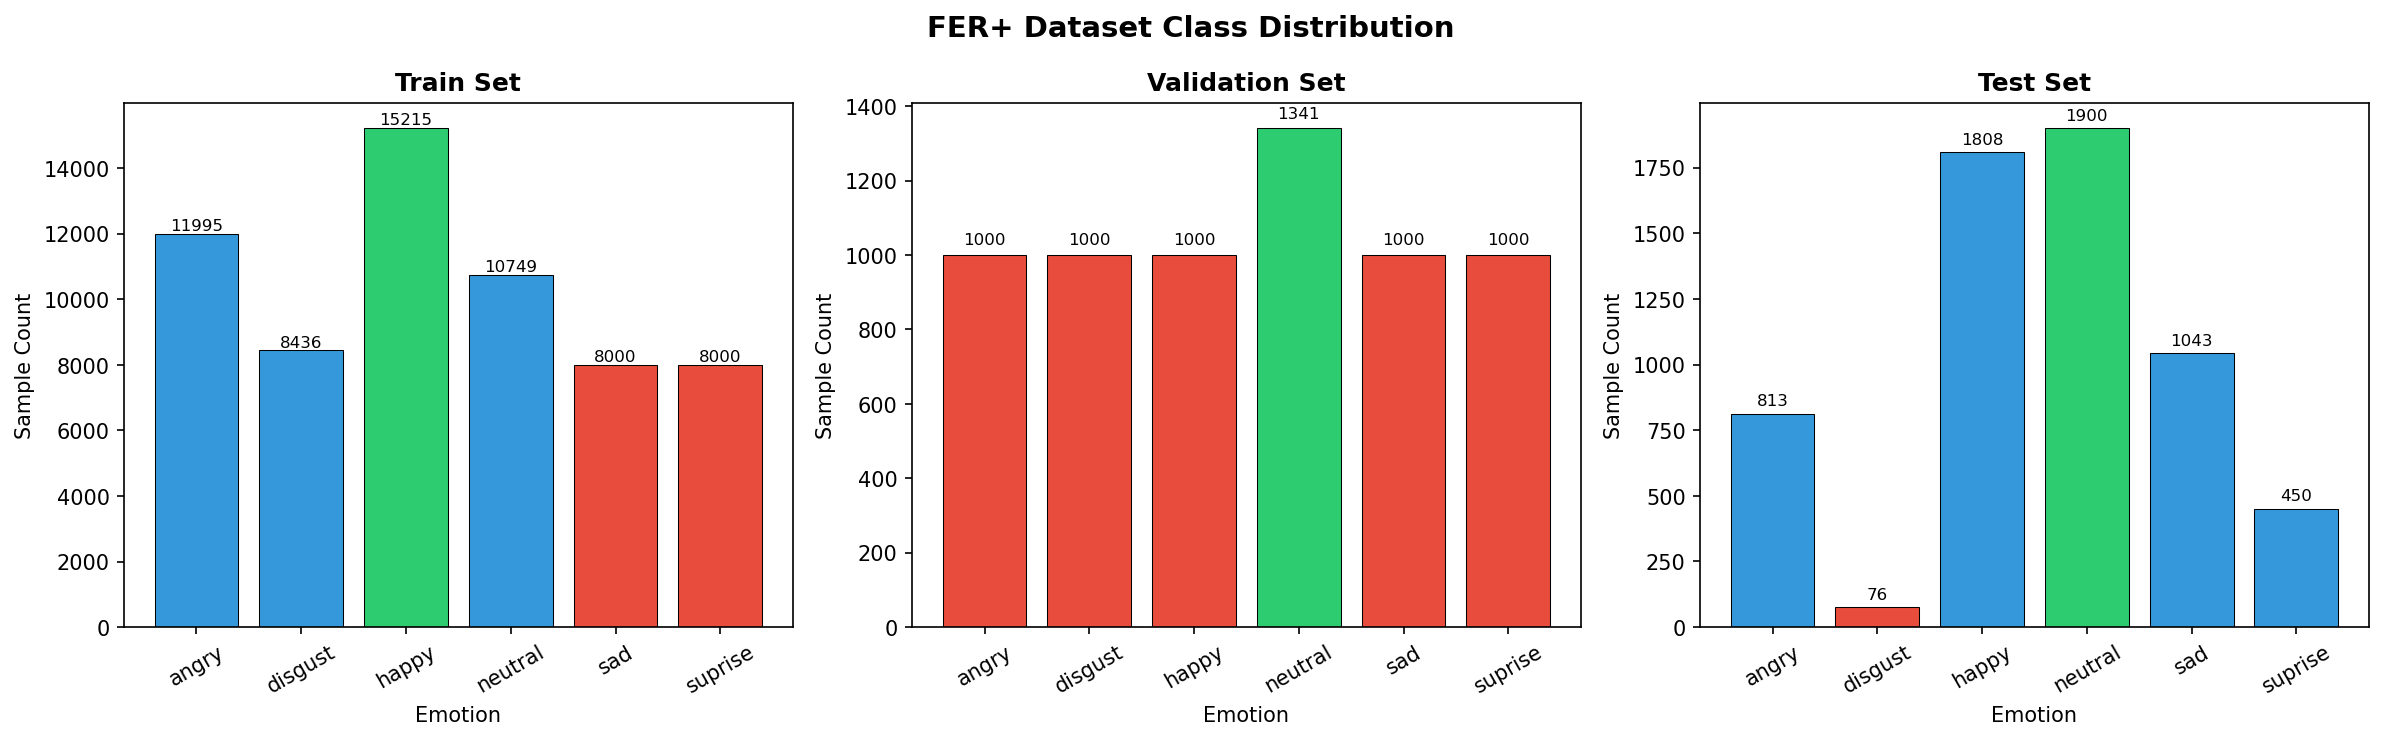 FER+ Dataset Class Distribution
Train Set
Sample Count
14000
12000
10000
8000
6000
4000
2000
0
11995
8436
15215
10749
8000
8000
angry
disgust
happy
neutral
sad
suprise
Emotion
Validation Set
Sample Count
1400
1200
1000
800
600
400
200
0
1000
1000
1000
1341
1000
1000
angry
disgust
happy
neutral
sad
suprise
Emotion
Test Set
Sample Count
1750
1500
1250
1000
750
500
250
0
813
76
1808
1900
1043
450
angry
disgust
happy
neutral
sad
suprise
Emotion